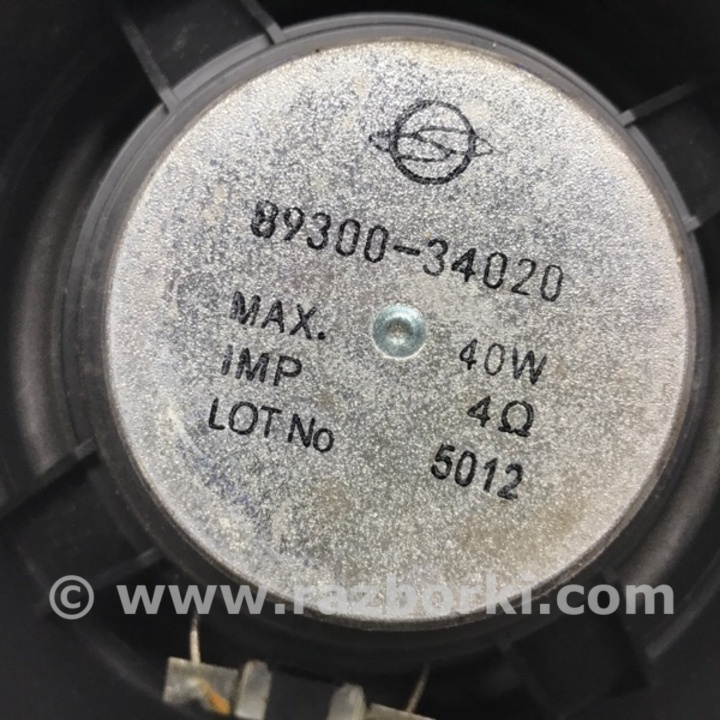 89300-34020
MAX. 40W
IMP 4Ω
LOT No 5012
© www.razborki.com